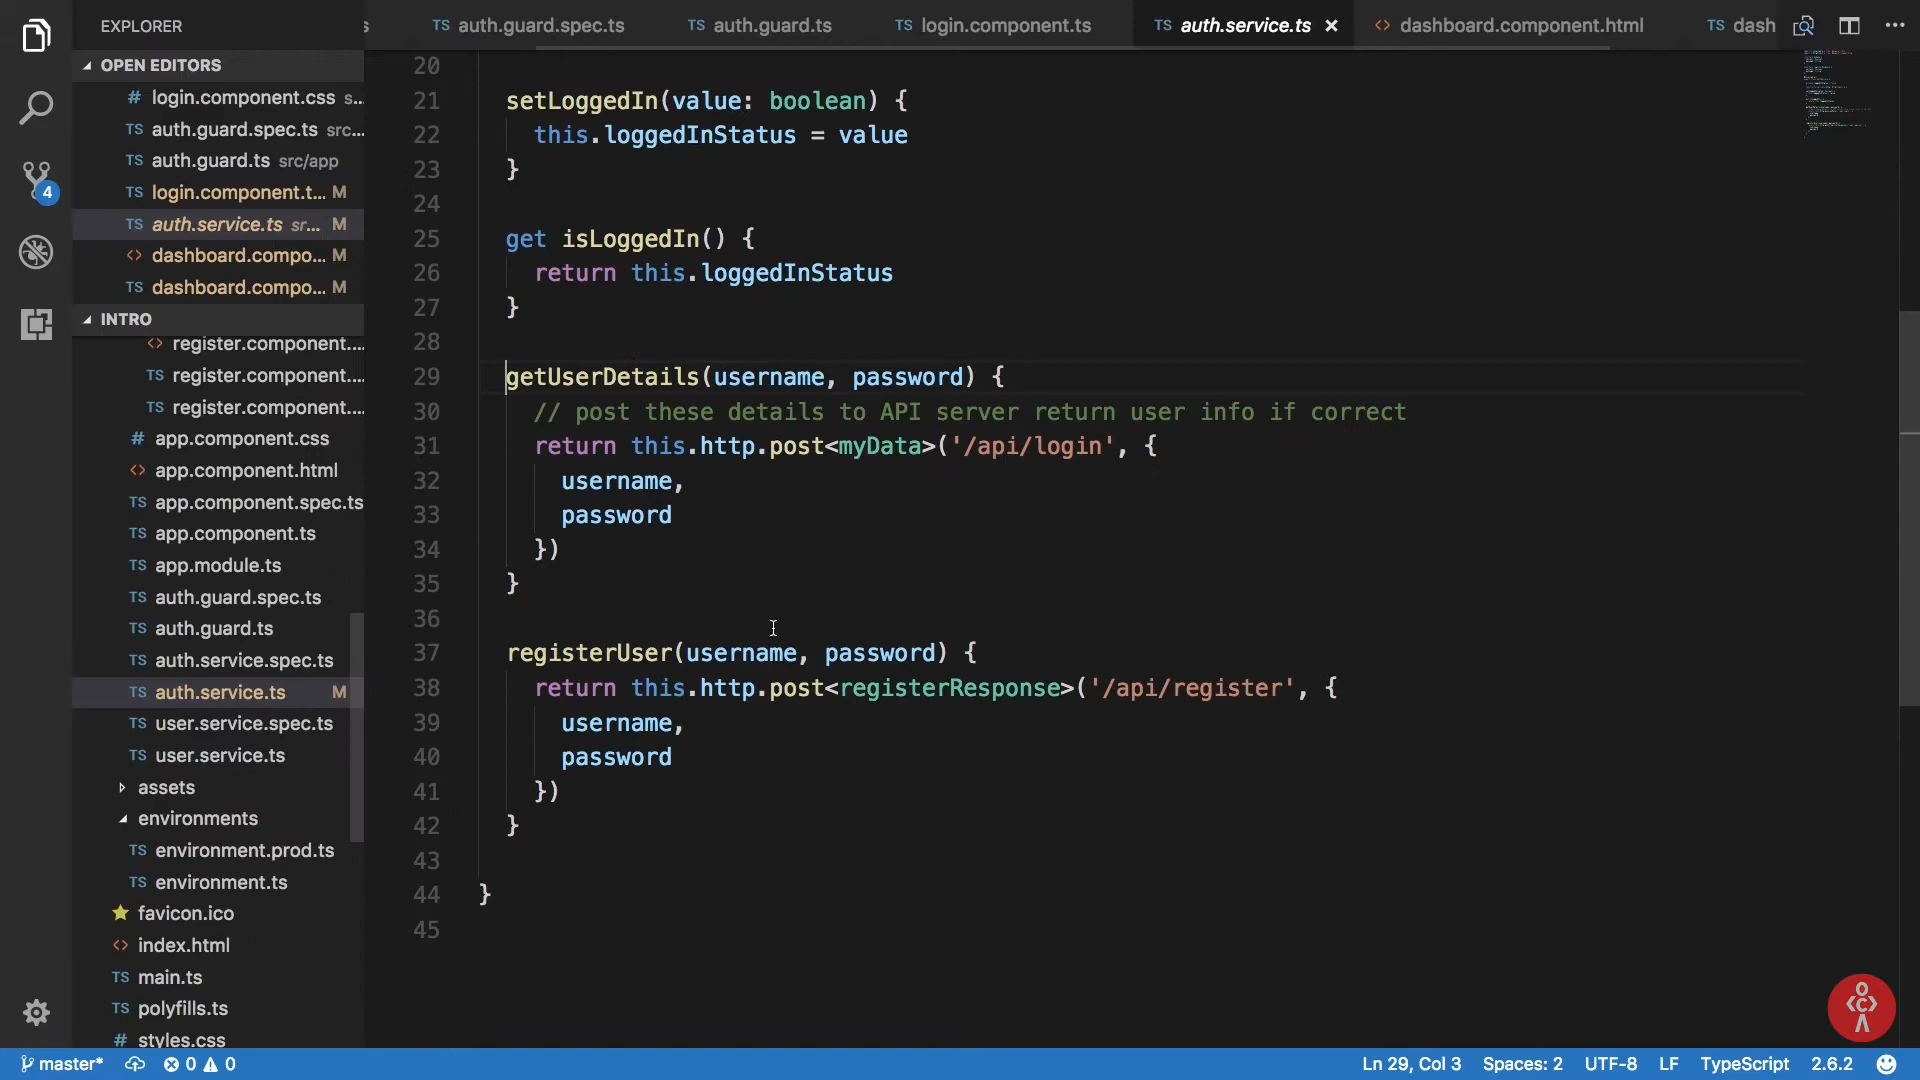 EXPLORER
TS auth.guard.spec.ts
TS auth.guard.ts
TS login.component.ts
TS auth.service.ts ×
<> dashboard.component.html
TS dash
OPEN EDITORS
# login.component.css s...
TS auth.guard.spec.ts src...
TS auth.guard.ts src/app
TS login.component.t... M
TS auth.service.ts sr... M
<> dashboard.compo... M
TS dashboard.compo... M
INTRO
<> register.component....
TS register.component....
TS register.component....
# app.component.css
<> app.component.html
TS app.component.spec.ts
TS app.component.ts
TS app.module.ts
TS auth.guard.spec.ts
TS auth.guard.ts
TS auth.service.spec.ts
TS auth.service.ts M
TS user.service.spec.ts
TS user.service.ts
assets
environments
TS environment.prod.ts
TS environment.ts
favicon.ico
<> index.html
TS main.ts
TS polyfills.ts
# styles.css
4
20
21 setLoggedIn(value: boolean) {
22 this.loggedInStatus = value
23 }
24
25 get isLoggedIn() {
26 return this.loggedInStatus
27 }
28
29 getUserDetails(username, password) {
30 // post these details to API server return user info if correct
31 return this.http.post<myData>('/api/login', {
32 username,
33 password
34 })
35 }
36
37 registerUser(username, password) {
38 return this.http.post<registerResponse>('/api/register', {
39 username,
40 password
41 })
42 }
43
44 }
45
master* 0 0
Ln 29, Col 3 Spaces: 2 UTF-8 LF TypeScript 2.6.2